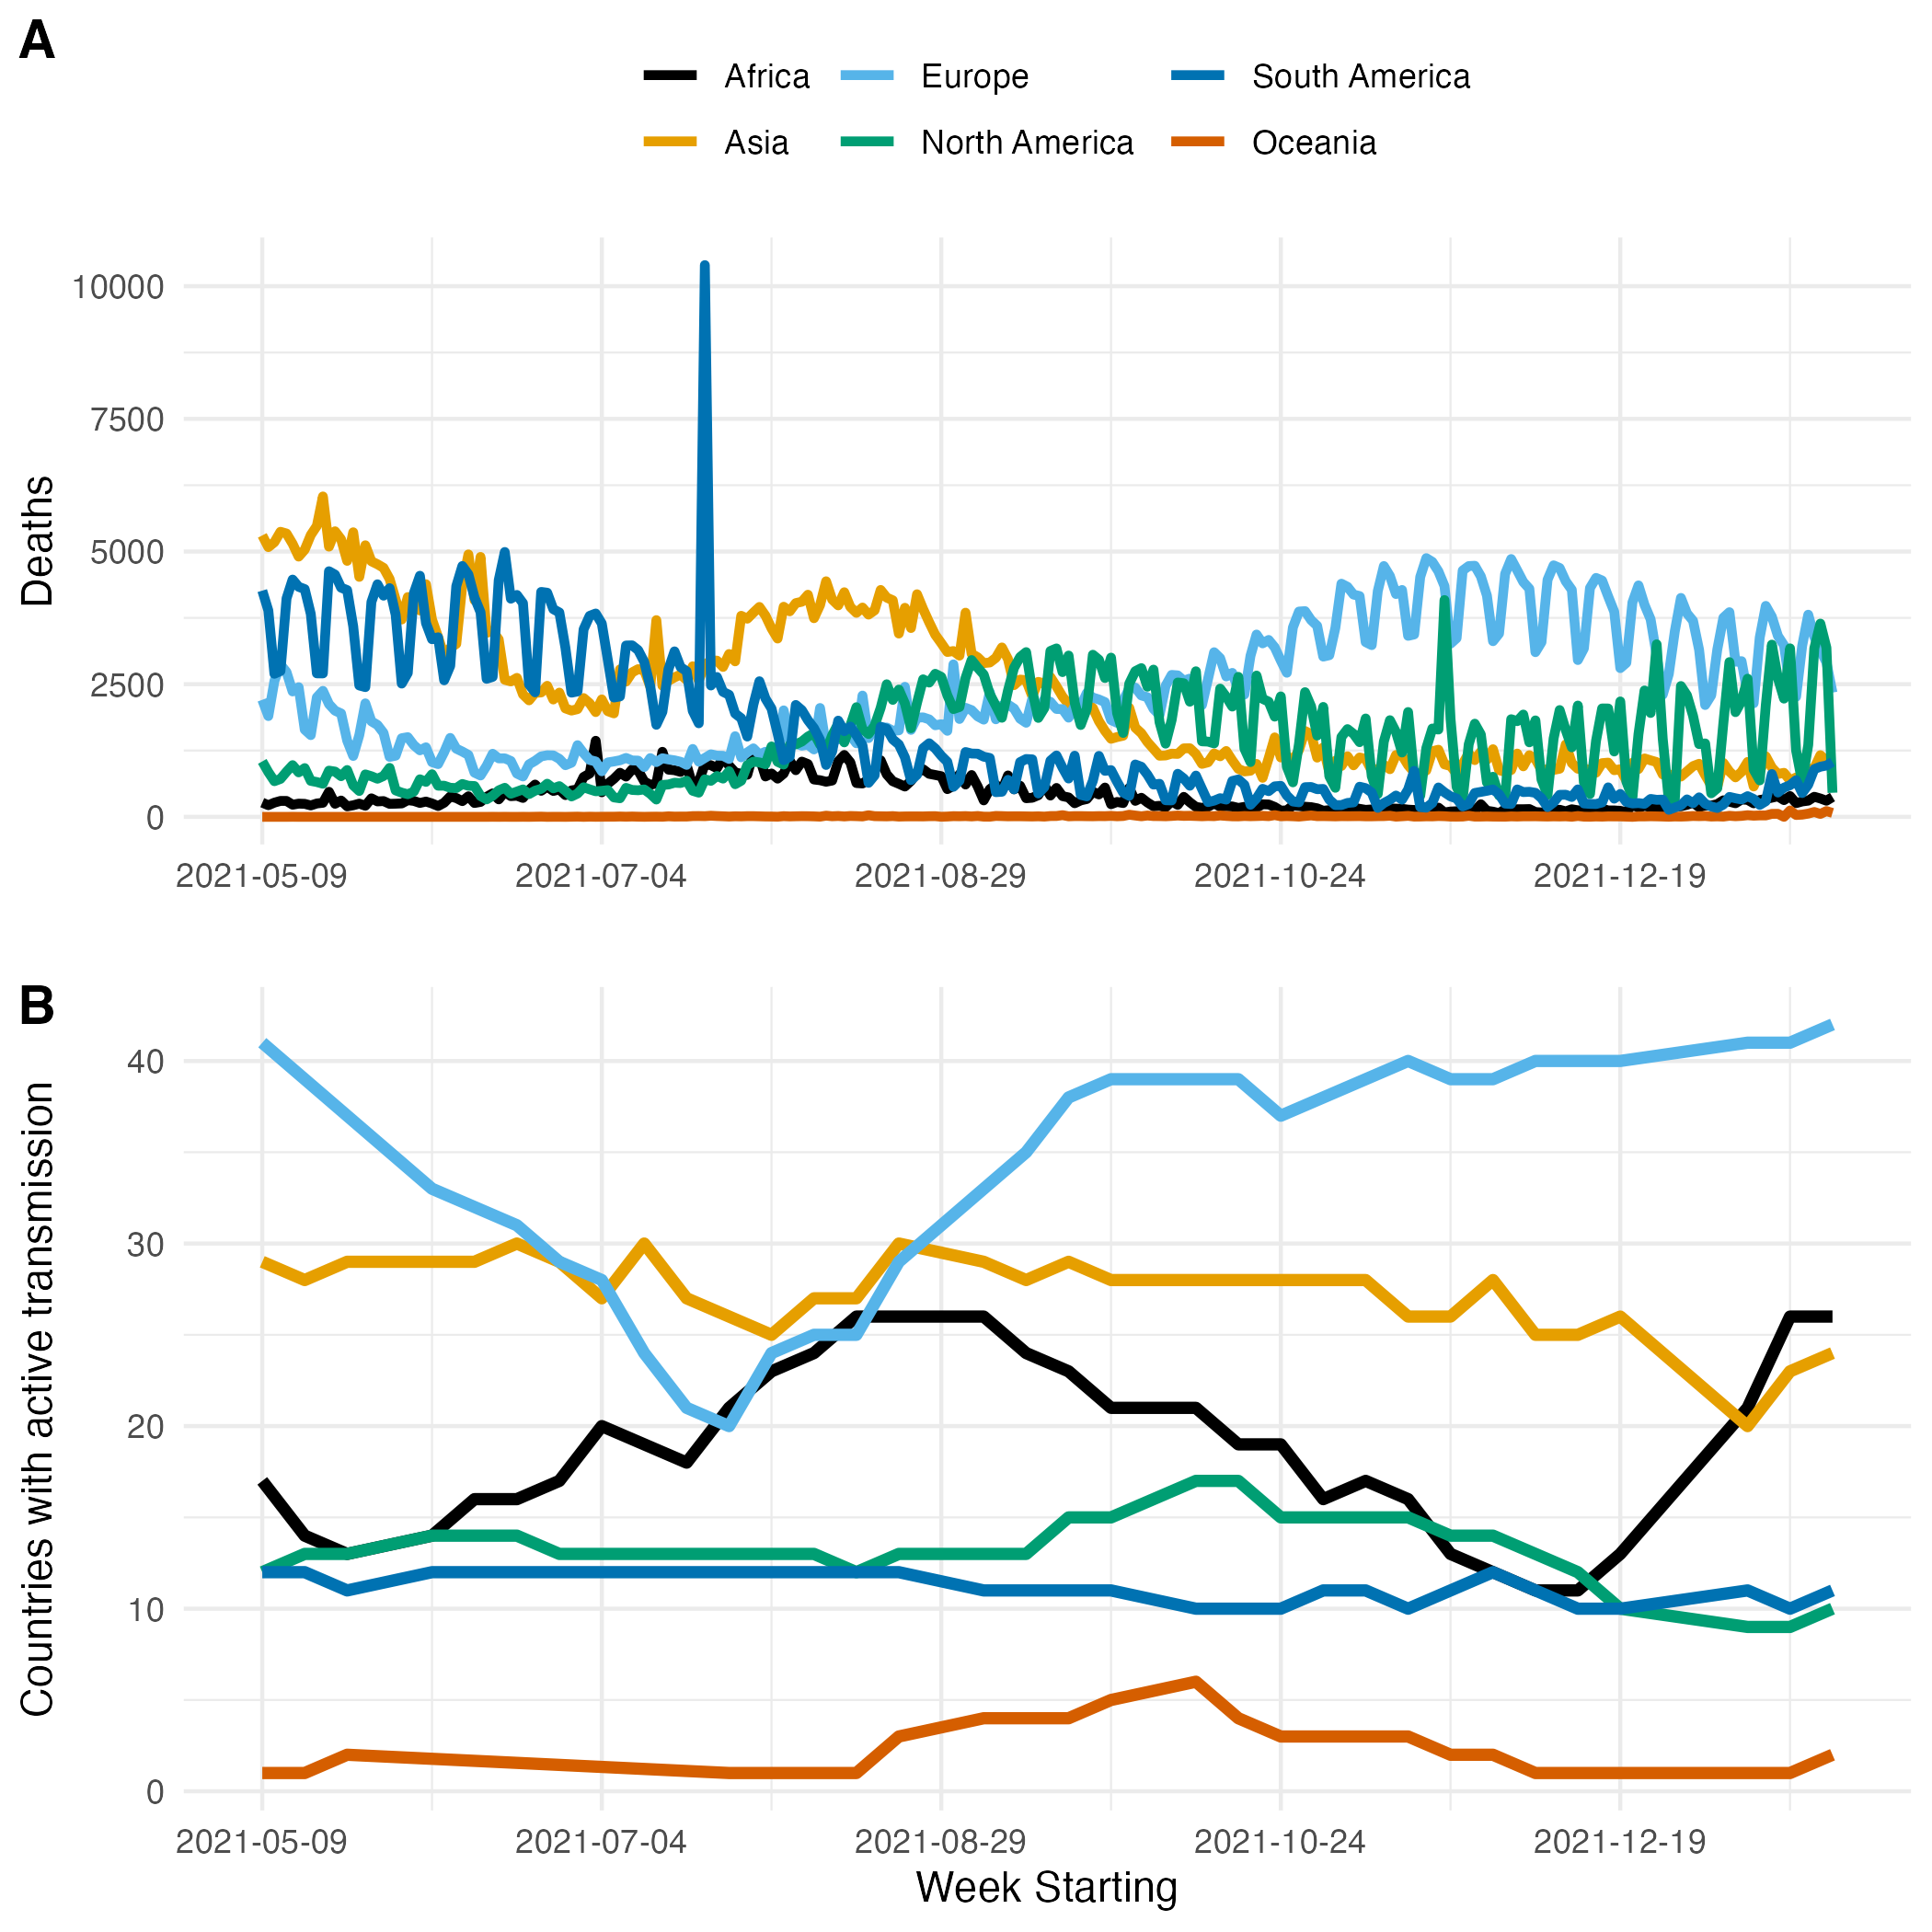 A
Africa Europe South America
Asia North America Oceania
Deaths
10000
7500
5000
2500
0
2021-05-09 2021-07-04 2021-08-29 2021-10-24 2021-12-19
B
Countries with active transmission
40
30
20
10
0
2021-05-09 2021-07-04 2021-08-29 2021-10-24 2021-12-19
Week Starting